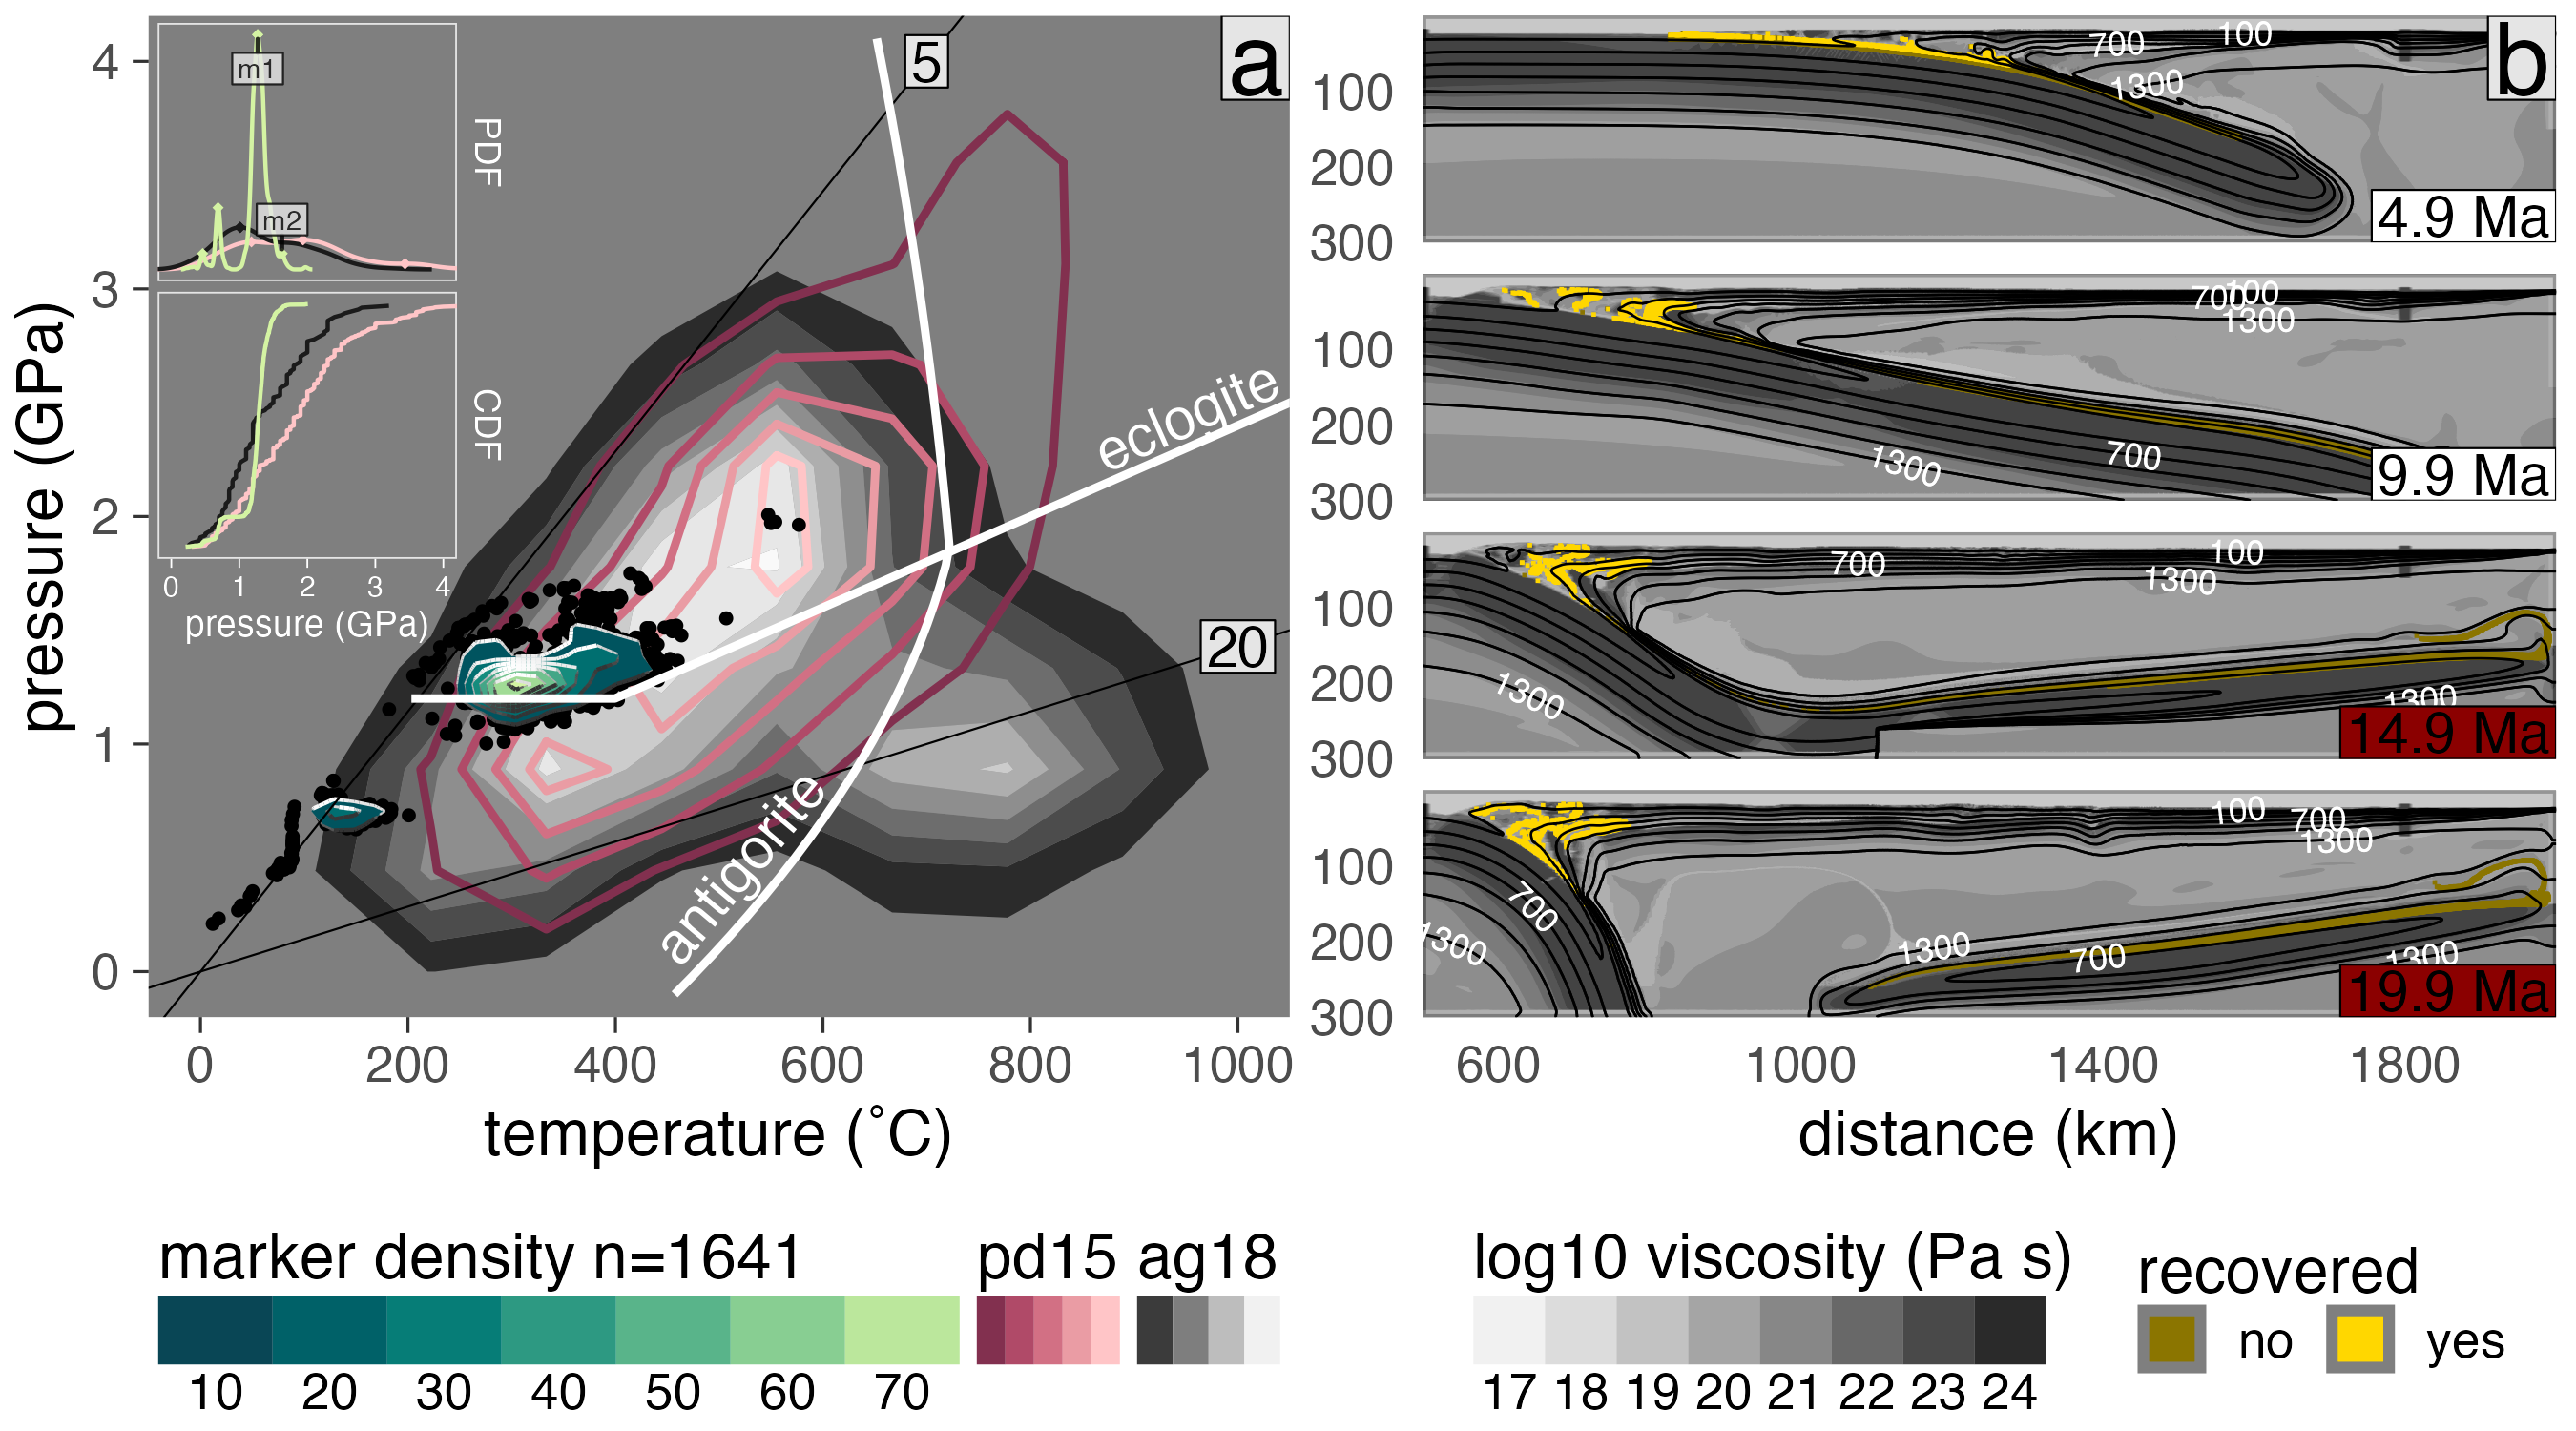 a
5
20
eclogite
antigorite
m1
m2
PDF
CDF
0 1 2 3 4
pressure (GPa)
4
3
2
1
0
pressure (GPa)
0 200 400 600 800 1000
temperature (˚C)
b
700 100
1300
100
200
300
4.9 Ma
700 100
1300
100
200
300
1300 700
9.9 Ma
700 100
1300
100
200
300
1300
1300
14.9 Ma
100 700
1300
100
200
300
700
1300
1300
700
1300
19.9 Ma
600 1000 1400 1800
distance (km)
marker density n=1641
10 20 30 40 50 60 70
pd15 ag18
log10 viscosity (Pa s)
17 18 19 20 21 22 23 24
recovered
no yes